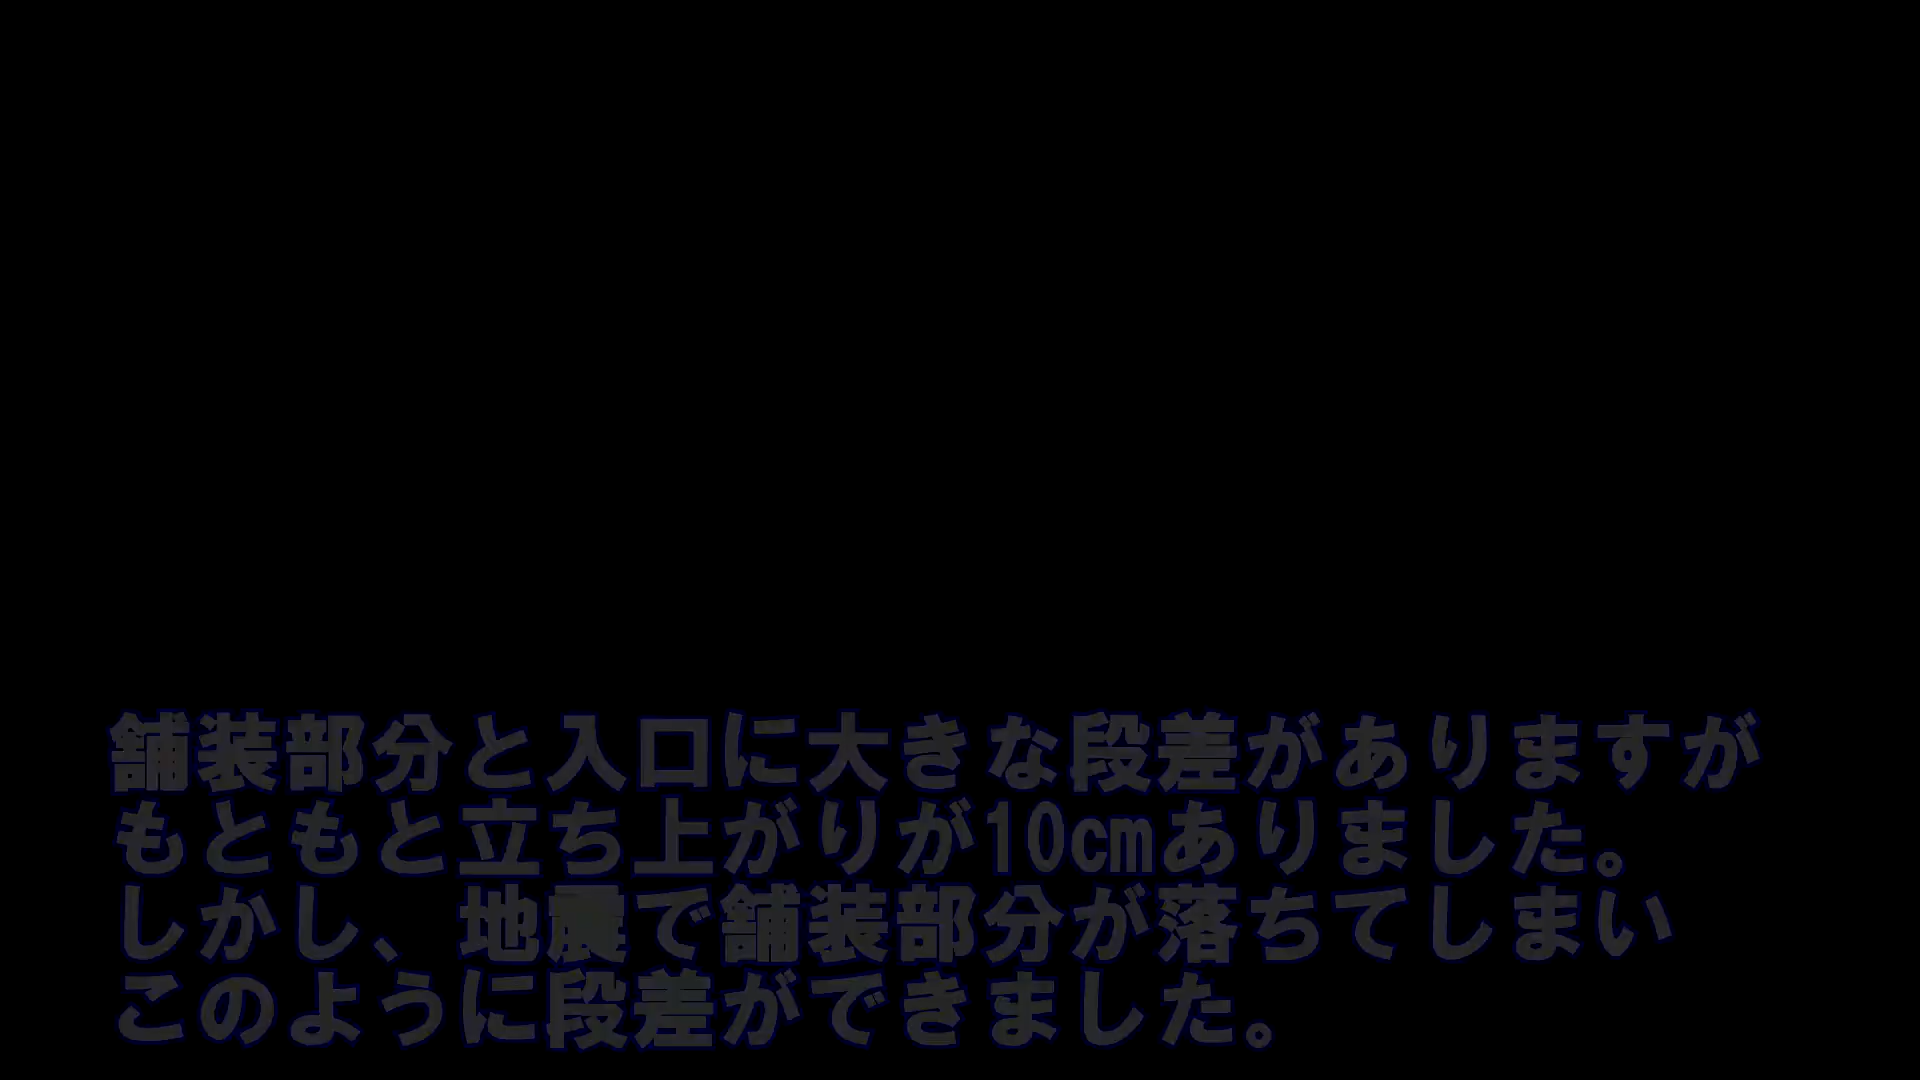 舗装部分と入口に大きな段差がありますが
もともと立ち上がりが10cmありました。
しかし、地震で舗装部分が落ちてしまい
このように段差ができました。